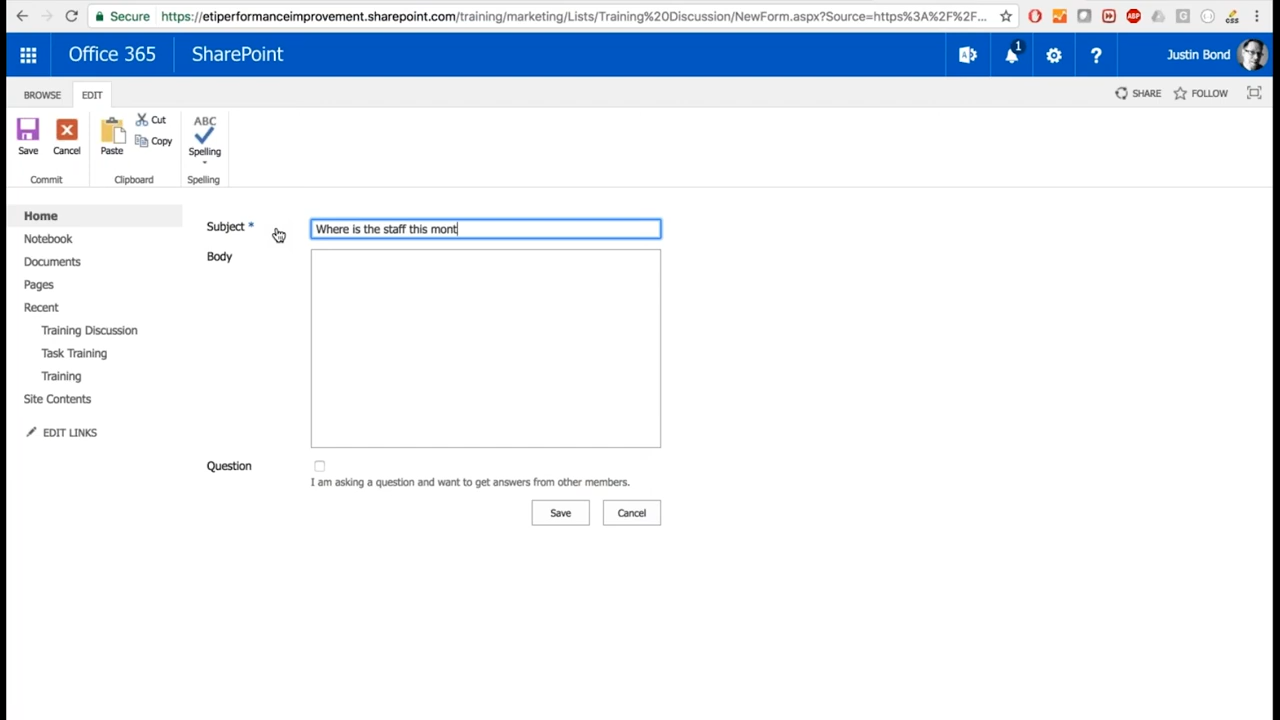 Secure https://etiperformanceimprovement.sharepoint.com/training/marketing/Lists/Training%20Discussion/NewForm.aspx?Source=https%3A%2F%2F...
ABP
Office 365 SharePoint
1
?
Justin Bond
BROWSE EDIT
SHARE FOLLOW
Save Cancel Paste Cut Copy ABC Spelling
Commit Clipboard Spelling
Home
Notebook
Documents
Pages
Recent
Training Discussion
Task Training
Training
Site Contents
EDIT LINKS
Subject * Where is the staff this mont
Body
Question
I am asking a question and want to get answers from other members.
Save Cancel